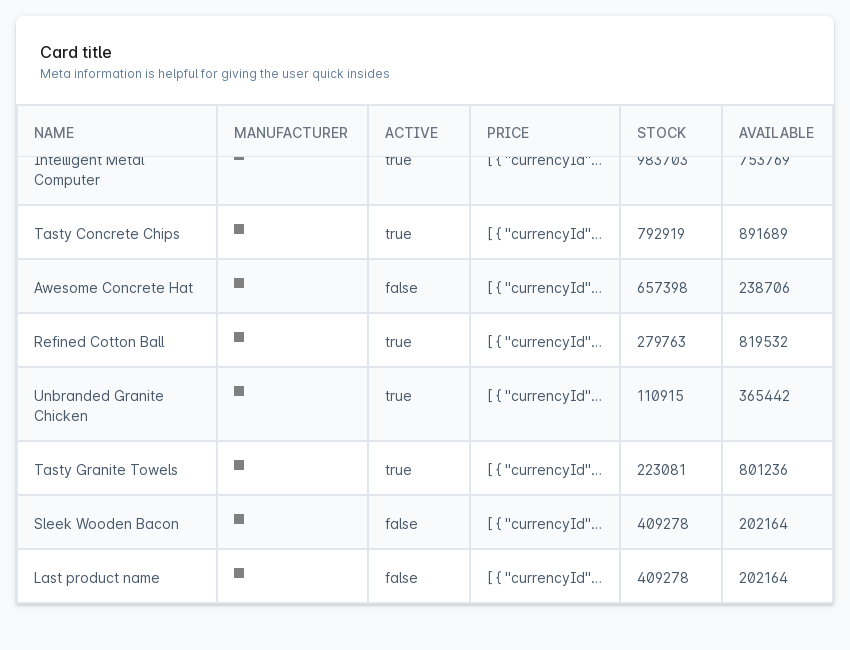 Card title
Meta information is helpful for giving the user quick insides
NAME MANUFACTURER ACTIVE PRICE STOCK AVAILABLE
Intelligent Metal true [ { "currencyId"... 983703 753769
Computer
Tasty Concrete Chips true [ { "currencyId"... 792919 891689
Awesome Concrete Hat false [ { "currencyId"... 657398 238706
Refined Cotton Ball true [ { "currencyId"... 279763 819532
Unbranded Granite true [ { "currencyId"... 110915 365442
Chicken
Tasty Granite Towels true [ { "currencyId"... 223081 801236
Sleek Wooden Bacon false [ { "currencyId"... 409278 202164
Last product name false [ { "currencyId"... 409278 202164